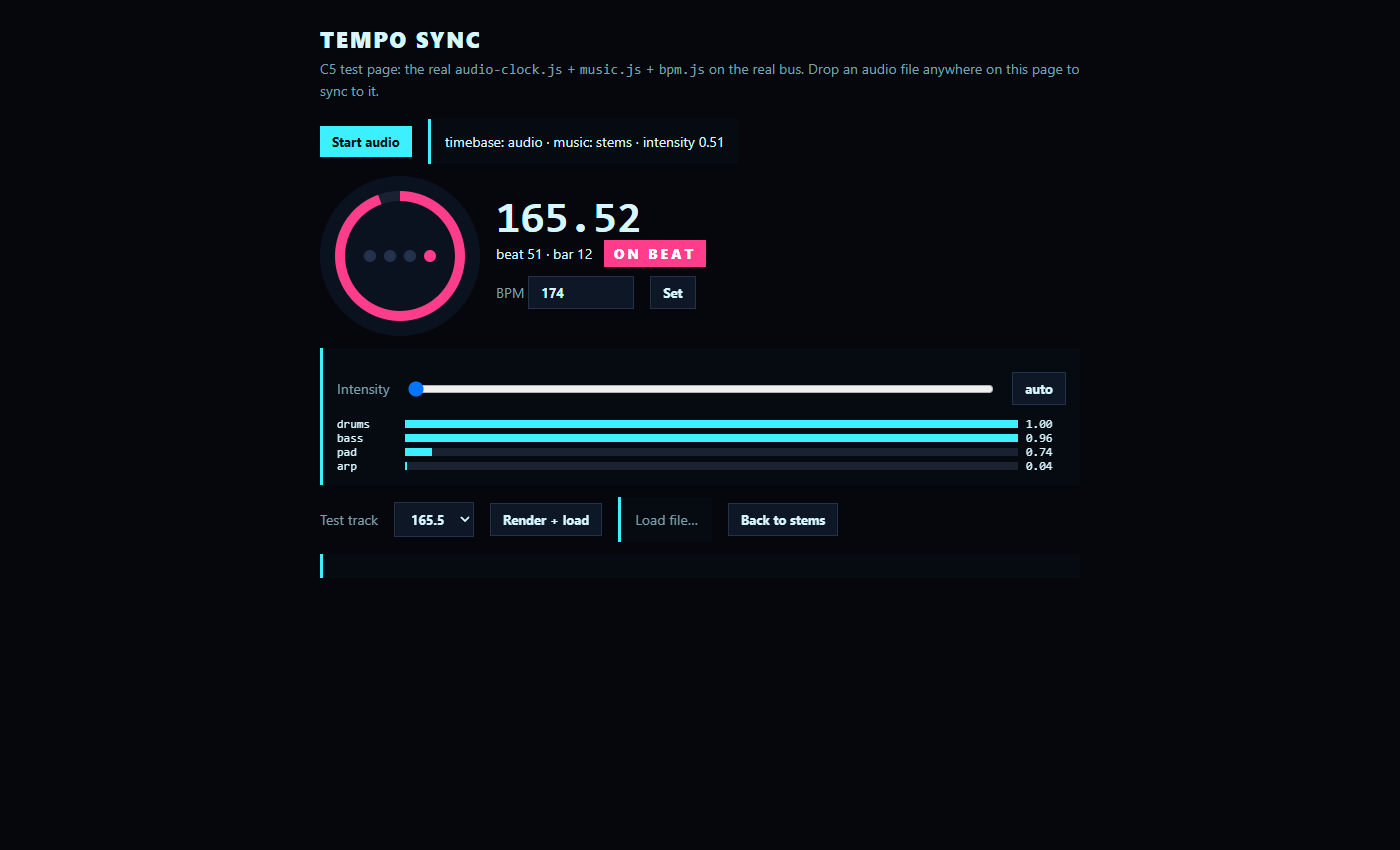 TEMPO SYNC
C5 test page: the real audio-clock.js + music.js + bpm.js on the real bus. Drop an audio file anywhere on this page to
sync to it.
Start audio
timebase: audio · music: stems · intensity 0.51
165.52
beat 51 · bar 12 ON BEAT
BPM 174 Set
Intensity auto
drums 1.00
bass 0.96
pad 0.74
arp 0.04
Test track 165.5 Render + load Load file... Back to stems